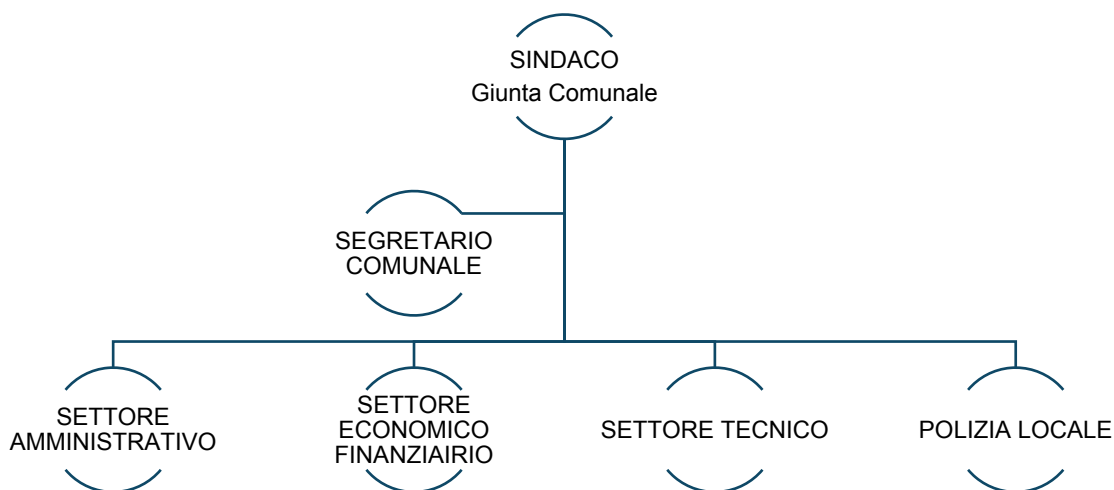 SINDACO
Giunta Comunale
SEGRETARIO
COMUNALE
SETTORE
AMMINISTRATIVO
SETTORE
ECONOMICO
FINANZIAIRIO
SETTORE TECNICO
POLIZIA LOCALE